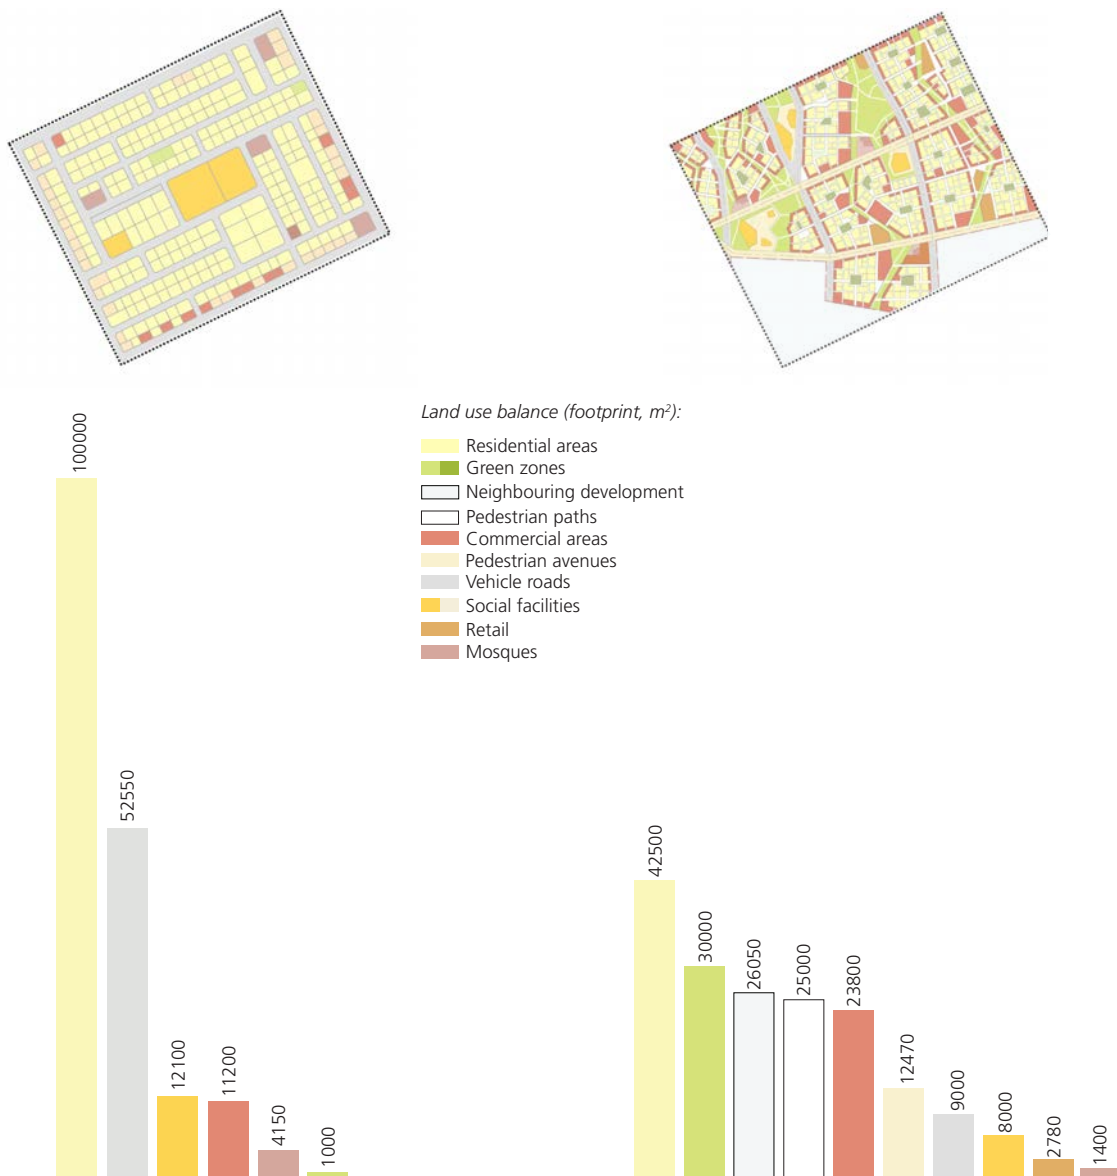 Land use balance (footprint, m²):
Residential areas
Green zones
Neighbouring development
Pedestrian paths
Commercial areas
Pedestrian avenues
Vehicle roads
Social facilities
Retail
Mosques
100000
52550
12100
11200
4150
1000
42500
30000
26050
25000
23800
12470
9000
8000
2780
1400